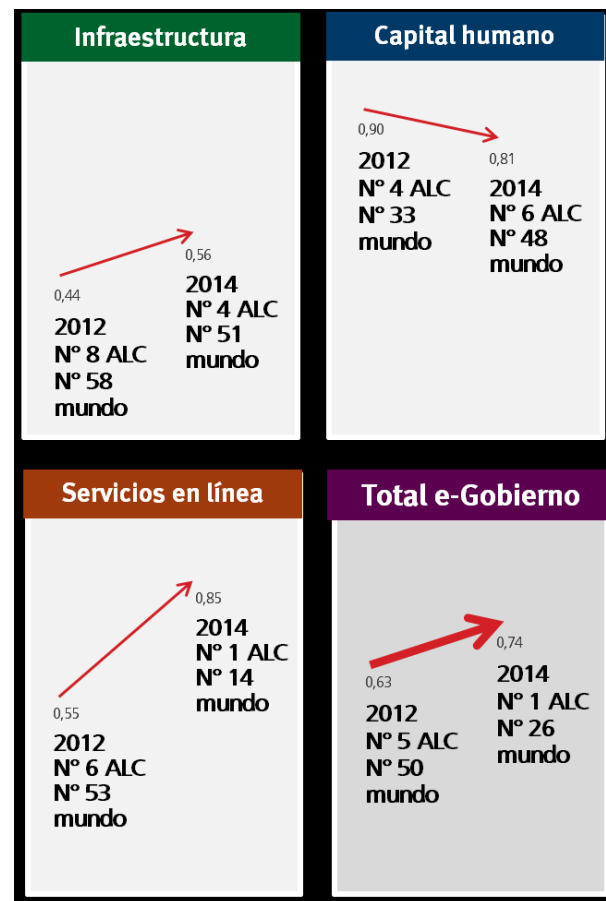 Infraestructura
0,44
2012
Nº 8 ALC
Nº 58
mundo
0,56
2014
Nº 4 ALC
Nº 51
mundo
Capital humano
0,90
2012
Nº 4 ALC
Nº 33
mundo
0,81
2014
Nº 6 ALC
Nº 48
mundo
Servicios en línea
0,55
2012
Nº 6 ALC
Nº 53
mundo
0,85
2014
Nº 1 ALC
Nº 14
mundo
Total e-Gobierno
0,63
2012
Nº 5 ALC
Nº 50
mundo
0,74
2014
Nº 1 ALC
Nº 26
mundo